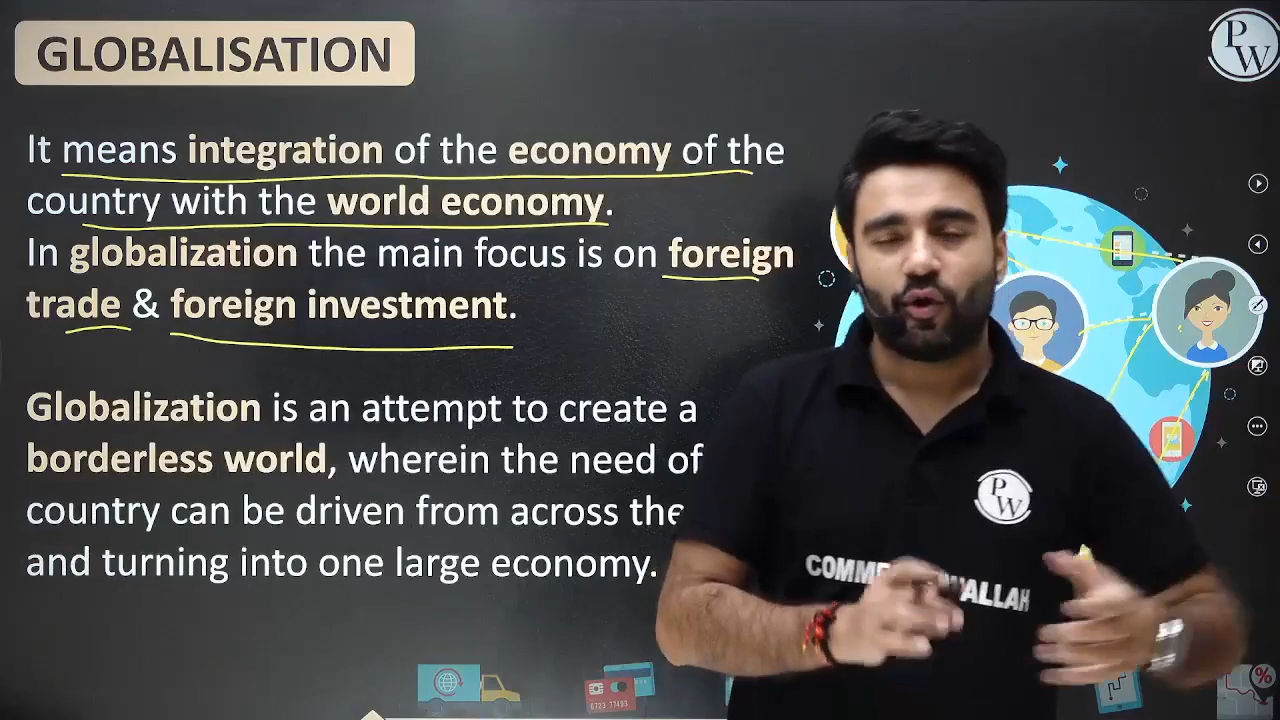 GLOBALISATION
P
W
It means integration of the economy of the
country with the world economy.
In globalization the main focus is on foreign
trade & foreign investment.
Globalization is an attempt to create a
borderless world, wherein the need of
country can be driven from across the
and turning into one large economy.
P
W
6723 77493
%